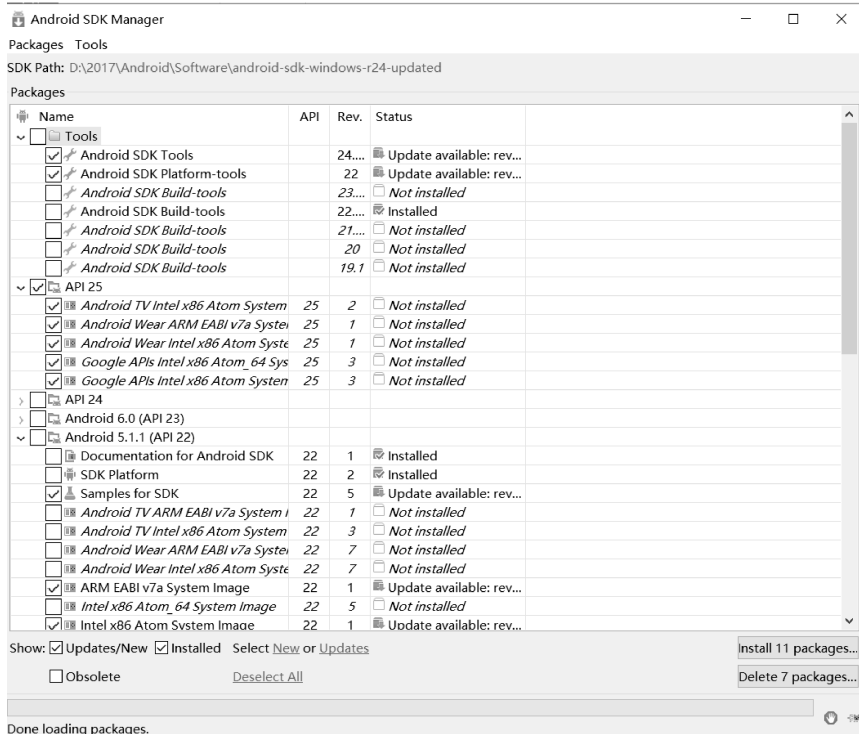 Android SDK Manager
Packages Tools
SDK Path: D:\2017\Android\Software\android-sdk-windows-r24-updated
Packages
Name API Rev. Status
Tools
Android SDK Tools 24.... Update available: rev...
Android SDK Platform-tools 22 Update available: rev...
Android SDK Build-tools 23.... Not installed
Android SDK Build-tools 22.... Installed
Android SDK Build-tools 21.... Not installed
Android SDK Build-tools 20 Not installed
Android SDK Build-tools 19.1 Not installed
API 25
Android TV Intel x86 Atom System 25 2 Not installed
Android Wear ARM EABI v7a Syste 25 1 Not installed
Android Wear Intel x86 Atom Syste 25 1 Not installed
Google APIs Intel x86 Atom_64 Sys 25 3 Not installed
Google APIs Intel x86 Atom System 25 3 Not installed
API 24
Android 6.0 (API 23)
Android 5.1.1 (API 22)
Documentation for Android SDK 22 1 Installed
SDK Platform 22 2 Installed
Samples for SDK 22 5 Update available: rev...
Android TV ARM EABI v7a System 22 1 Not installed
Android TV Intel x86 Atom System 22 3 Not installed
Android Wear ARM EABI v7a Syste 22 7 Not installed
Android Wear Intel x86 Atom Syste 22 7 Not installed
ARM EABI v7a System Image 22 1 Update available: rev...
Intel x86 Atom_64 System Image 22 5 Not installed
Intel x86 Atom System Image 22 1 Update available: rev...
Show: Updates/New Installed Select New or Updates Install 11 packages...
Obsolete Deselect All Delete 7 packages...
Done loading packages.